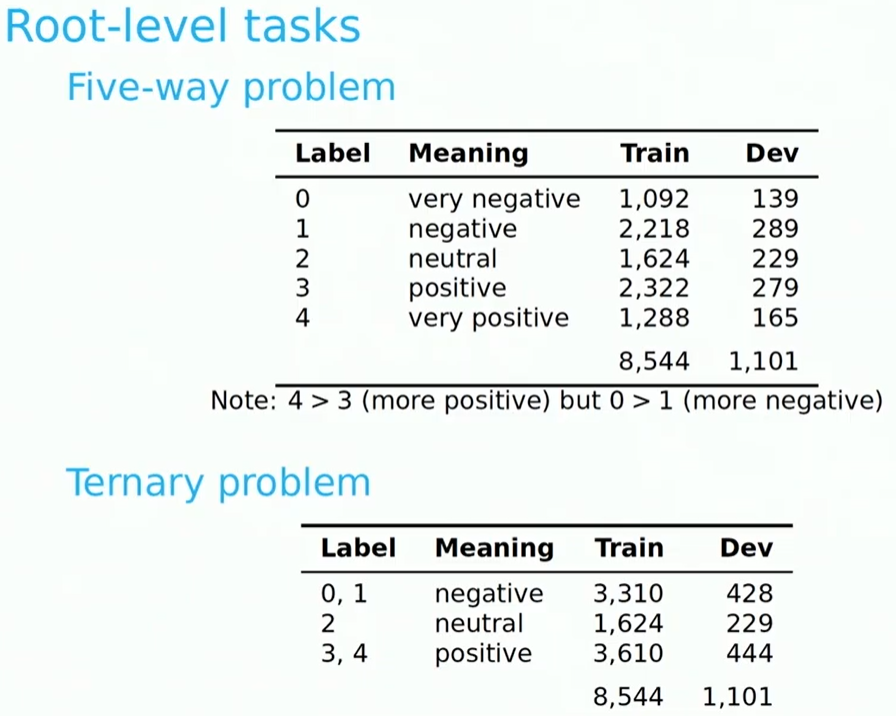 Root-level tasks
Five-way problem
Label Meaning Train Dev
0 very negative 1,092 139
1 negative 2,218 289
2 neutral 1,624 229
3 positive 2,322 279
4 very positive 1,288 165
8,544 1,101
Note: 4 > 3 (more positive) but 0 > 1 (more negative)
Ternary problem
Label Meaning Train Dev
0, 1 negative 3,310 428
2 neutral 1,624 229
3, 4 positive 3,610 444
8,544 1,101